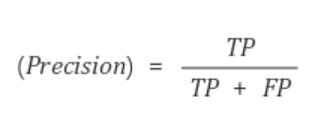 (Precision) = TP / TP + FP